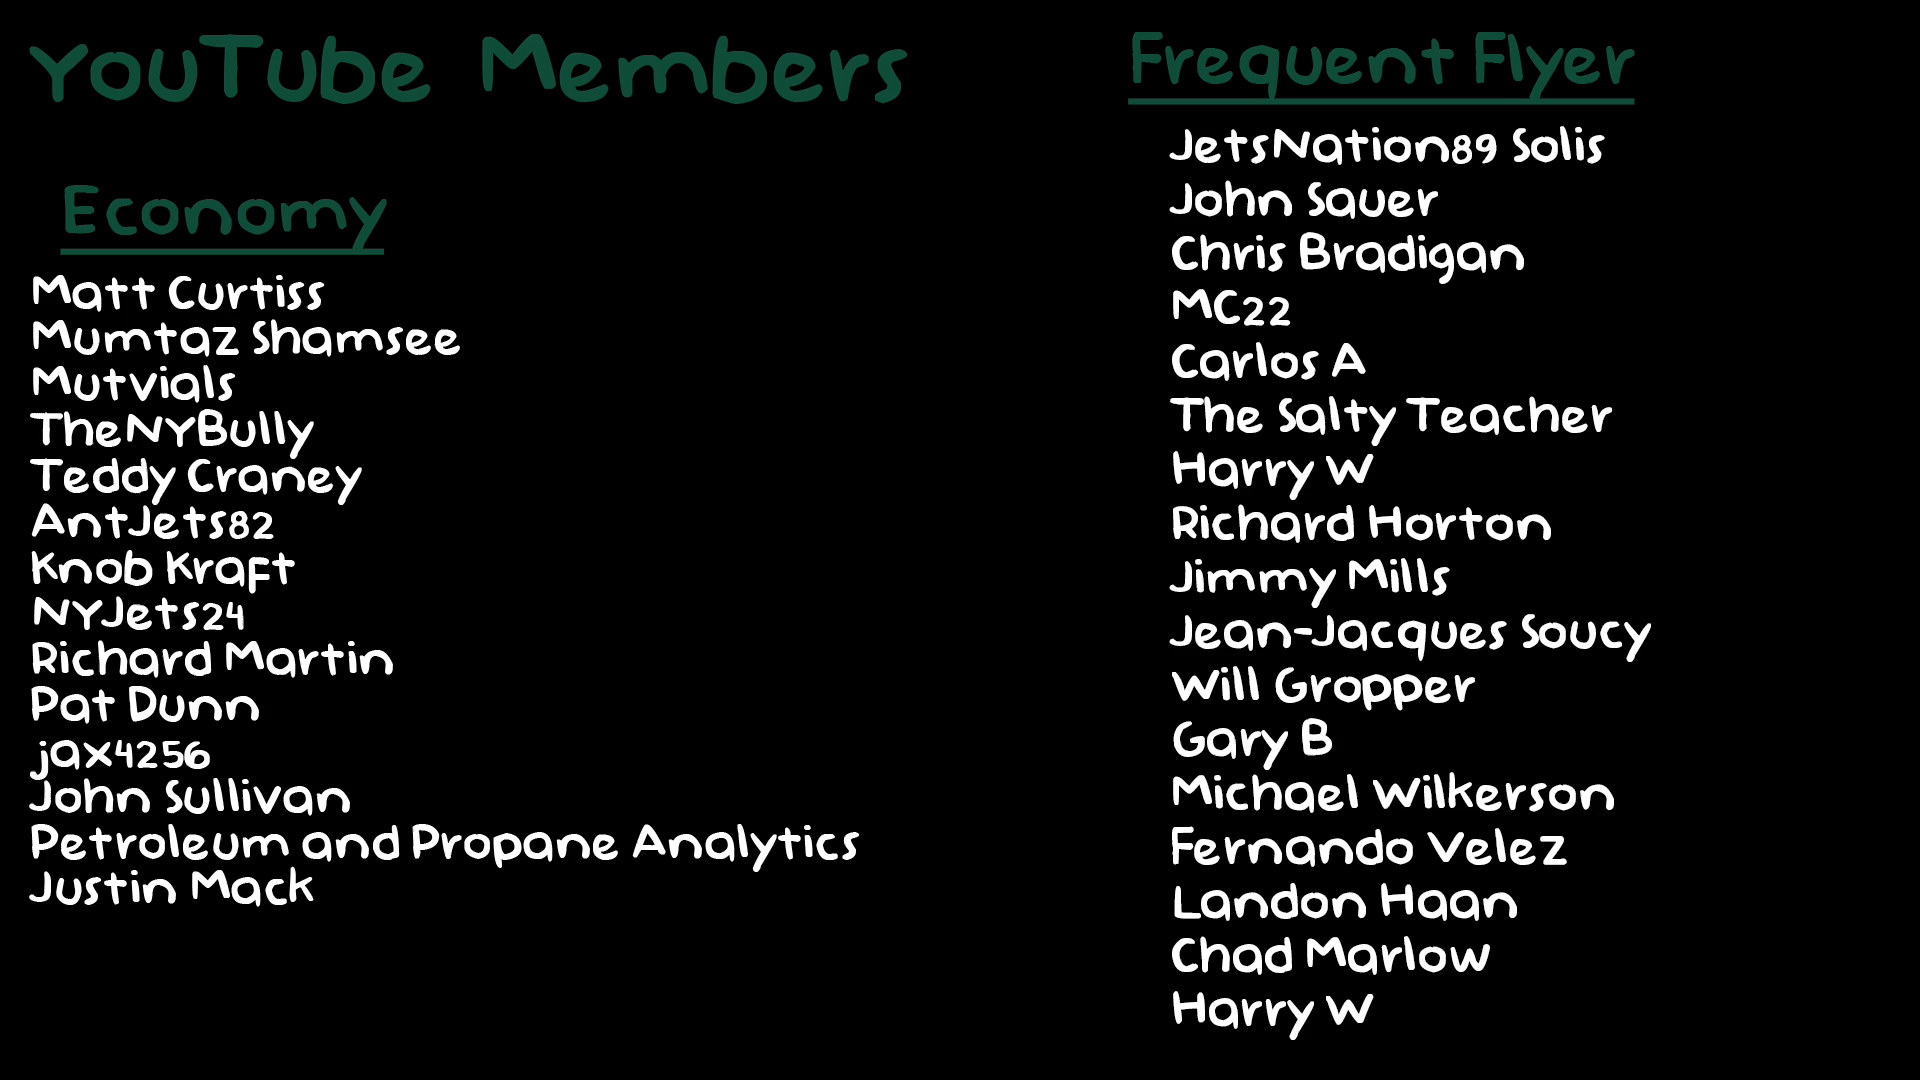 YouTube Members
Economy
Matt Curtiss
Mumtaz Shamsee
Mutvials
TheNYBully
Teddy Craney
AntJets82
Knob Kraft
NYJets24
Richard Martin
Pat Dunn
jax4256
John Sullivan
Petroleum and Propane Analytics
Justin Mack
Frequent Flyer
JetsNation89 Solis
John Sauer
Chris Bradigan
MC22
Carlos A
The Salty Teacher
Harry W
Richard Horton
Jimmy Mills
Jean-Jacques Soucy
Will Gropper
Gary B
Michael Wilkerson
Fernando Velez
Landon Haan
Chad Marlow
Harry W